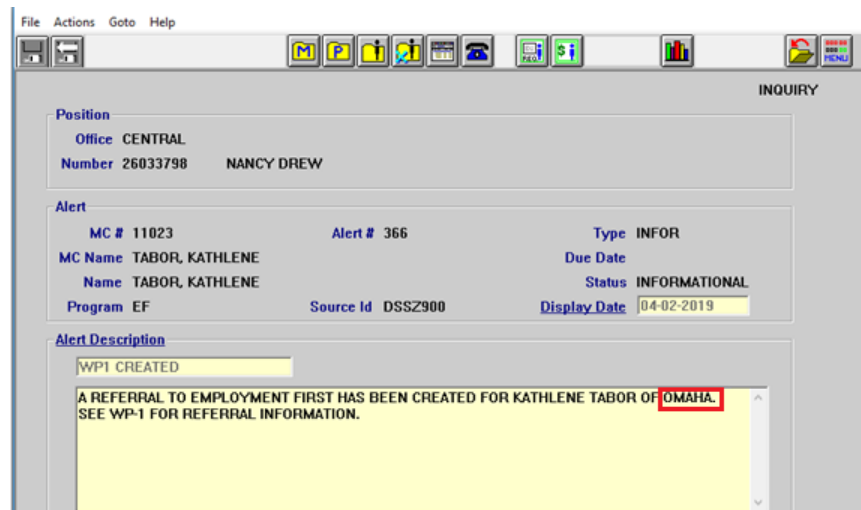 File Actions Goto Help
M P REQ. $ MENU
INQUIRY
Position
Office CENTRAL
Number 26033798 NANCY DREW
Alert
MC # 11023 Alert # 366 Type INFOR
MC Name TABOR, KATHLENE Due Date
Name TABOR, KATHLENE Status INFORMATIONAL
Program EF Source Id DSSZ900 Display Date 04-02-2019
Alert Description
WP1 CREATED
A REFERRAL TO EMPLOYMENT FIRST HAS BEEN CREATED FOR KATHLENE TABOR OF OMAHA.
SEE WP-1 FOR REFERRAL INFORMATION.